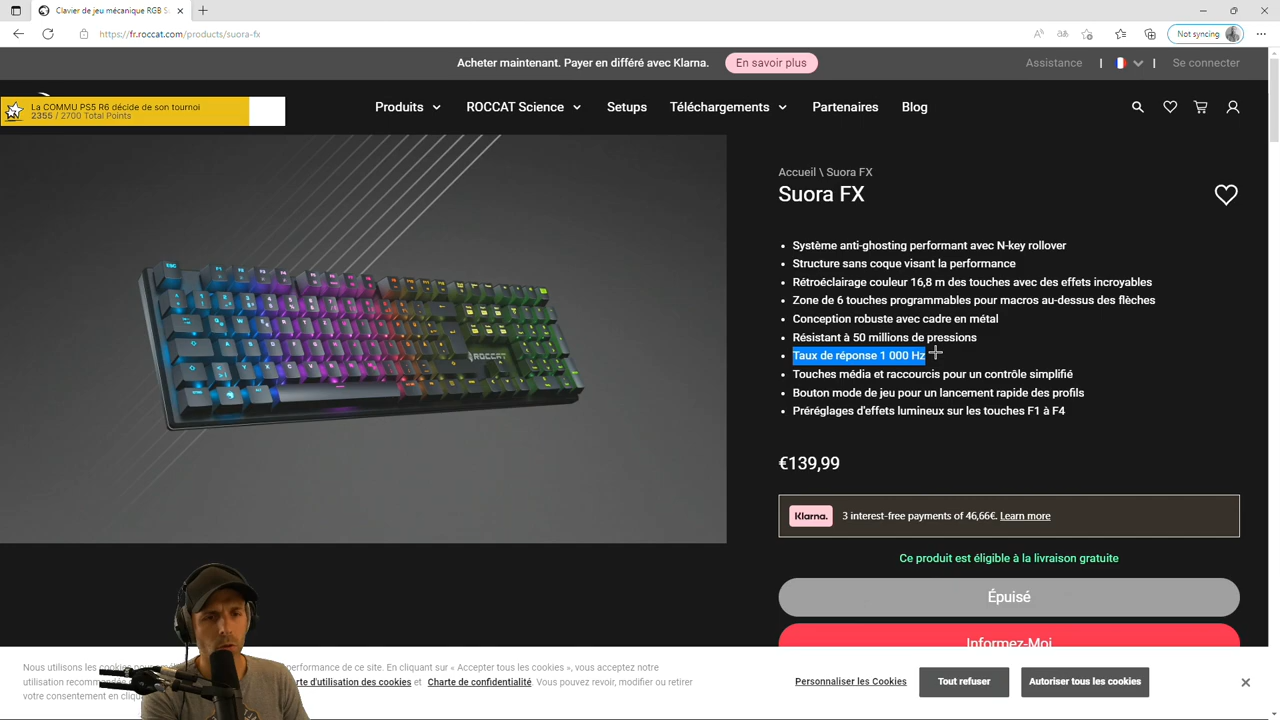 Clavier de jeu mécanique RGB S
https://fr.roccat.com/products/suora-fx
Not syncing
Acheter maintenant. Payer en différé avec Klarna.
En savoir plus
Assistance | | Se connecter
La COMMU PS5 R6 décide de son tournoi
2355 / 2700 Total Points
Produits ROCCAT Science Setups Téléchargements Partenaires Blog
Accueil \ Suora FX
Suora FX
• Système anti-ghosting performant avec N-key rollover
• Structure sans coque visant la performance
• Rétroéclairage couleur 16,8 m des touches avec des effets incroyables
• Zone de 6 touches programmables pour macros au-dessus des flèches
• Conception robuste avec cadre en métal
• Résistant à 50 millions de pressions
• Taux de réponse 1 000 Hz
• Touches média et raccourcis pour un contrôle simplifié
• Bouton mode de jeu pour un lancement rapide des profils
• Préréglages d'effets lumineux sur les touches F1 à F4
ROCCAT
€139,99
Klarna. 3 interest-free payments of 46,66€. Learn more
Ce produit est éligible à la livraison gratuite
Épuisé
Informez-Moi
Nous utilisons les cookies performance de ce site. En cliquant sur « Accepter tous les cookies », vous acceptez notre
utilisation d'utilisation des cookies et Charte de confidentialité. Vous pouvez revoir, modifier ou retirer
votre consentement en
Personnaliser les Cookies
Tout refuser
Autoriser tous les cookies